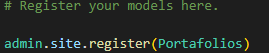 # Register your models here.
admin.site.register(Portafolios)